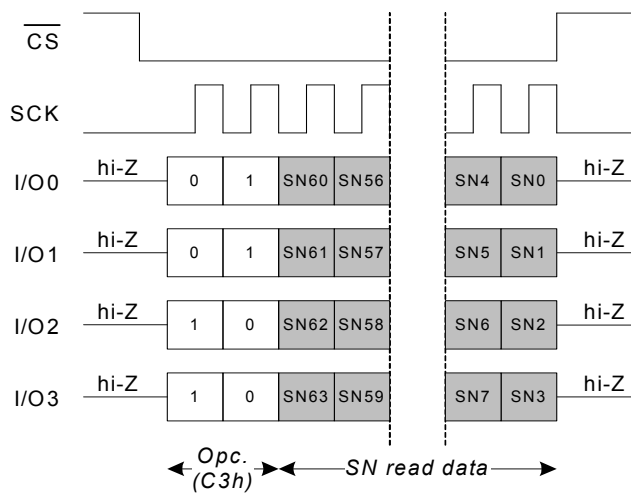 CS
SCK
I/O0 hi-Z 0 1 SN60 SN56 SN4 SN0 hi-Z
I/O1 hi-Z 0 1 SN61 SN57 SN5 SN1 hi-Z
I/O2 hi-Z 1 0 SN62 SN58 SN6 SN2 hi-Z
I/O3 hi-Z 1 0 SN63 SN59 SN7 SN3 hi-Z
Opc.
(C3h)
SN read data